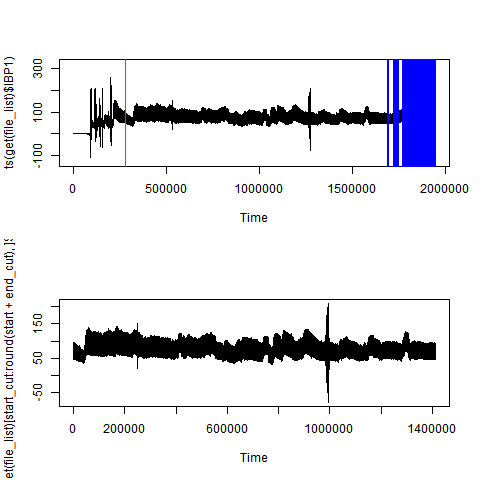 ts(get(file_list)$IBP1)
300
100
-100
0 500000 1000000 1500000 2000000
Time
et(file_list)[start_cut:round(start + end_cut), ]$
150
50
-50
0 200000 600000 1000000 1400000
Time